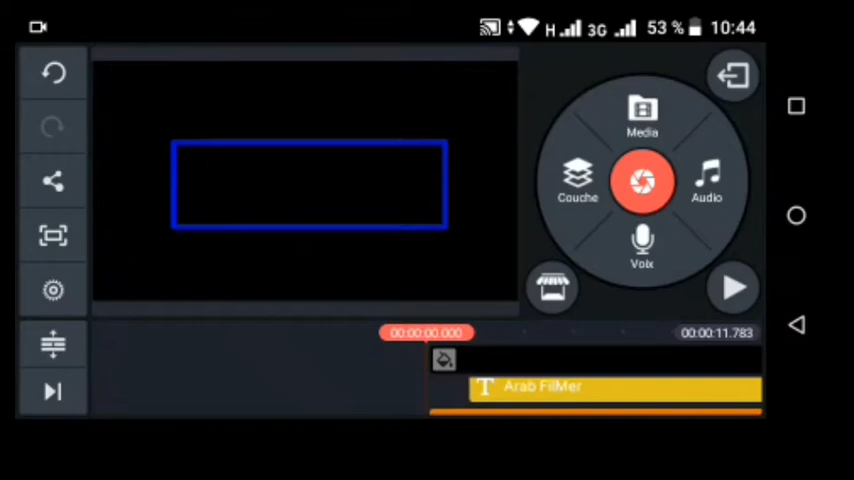 H 3G 53 % 10:44
Media
Couche
Audio
Voix
00:00:00.000
00:00:11.783
T Arab FilMer